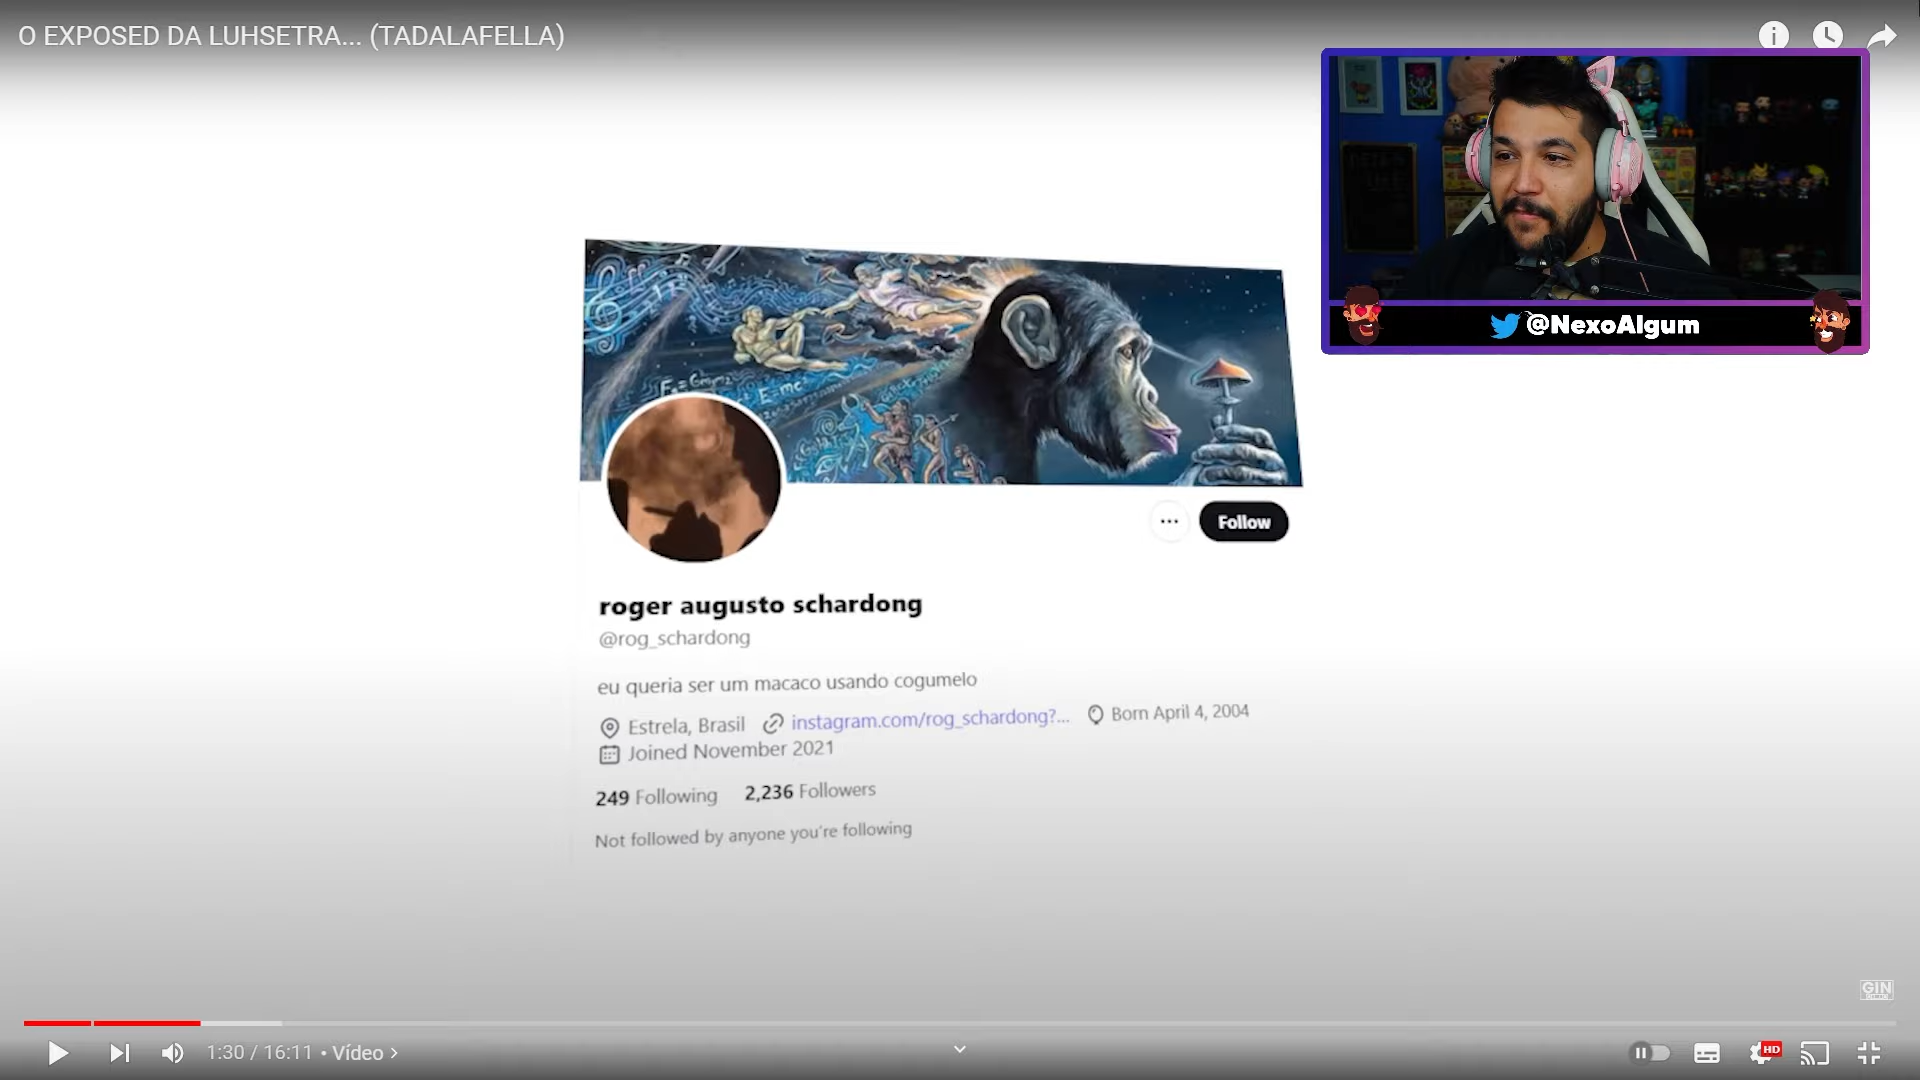 O EXPOSED DA LUHSETRA... (TADALAFELLA)
@NexoAlgum
E=mc²
Follow
roger augusto schardong
@rog_schardong
eu queria ser um macaco usando cogumelo
Estrela, Brasil instagram.com/rog_schardong?... Born April 4, 2004
Joined November 2021
249 Following 2,236 Followers
Not followed by anyone you're following
GIN
1:30 / 16:11 • Vídeo
HD